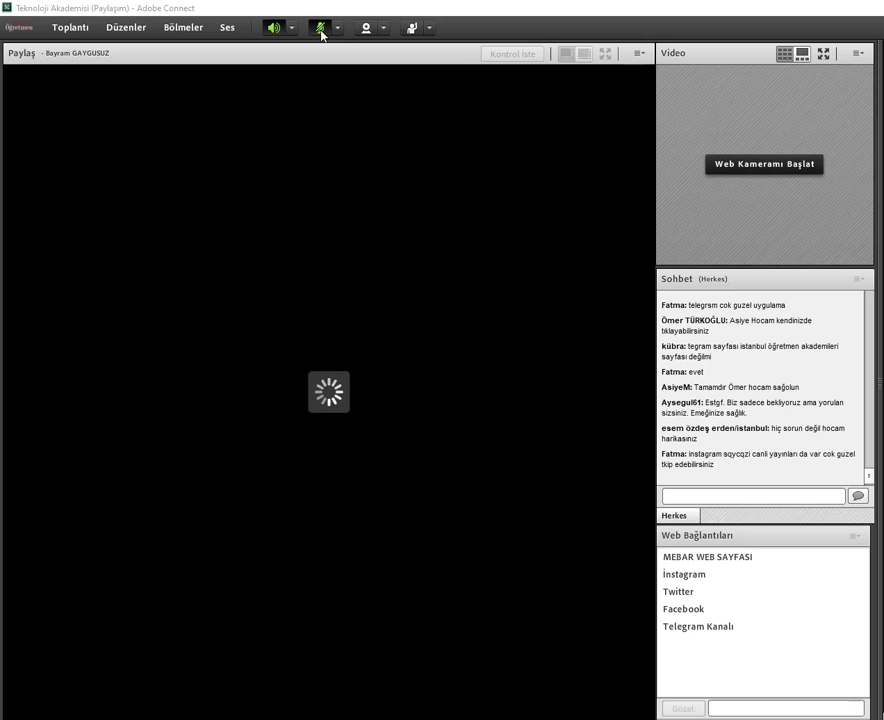 Teknoloji Akademisi (Paylaşım) - Adobe Connect
Öğretmen
Toplantı Düzenler Bölmeler Ses
Paylaş - Bayram GAYGUSUZ
Kontrol İste
Video
Web Kameramı Başlat
Sohbet (Herkes)
Fatma: telegrsm cok guzel uygulama
Ömer TÜRKOĞLU: Asiye Hocam kendinizde
tıklayabilirsiniz
kübra: tegram sayfası istanbul öğretmen akademileri
sayfası değilmi
Fatma: evet
AsiyeM: Tamamdır Ömer hocam sağolun
Aysegul61: Estgf. Biz sadece bekliyoruz ama yorulan
sizsiniz. Emeğinize sağlık.
esem özdeş erden/istanbul: hiç sorun değil hocam
harikasınız
Fatma: instagram sqycqzi canli yayınları da var cok guzel
tkip edebilirsiniz
Herkes
Web Bağlantıları
MEBAR WEB SAYFASI
İnstagram
Twitter
Facebook
Telegram Kanalı
Gözat: